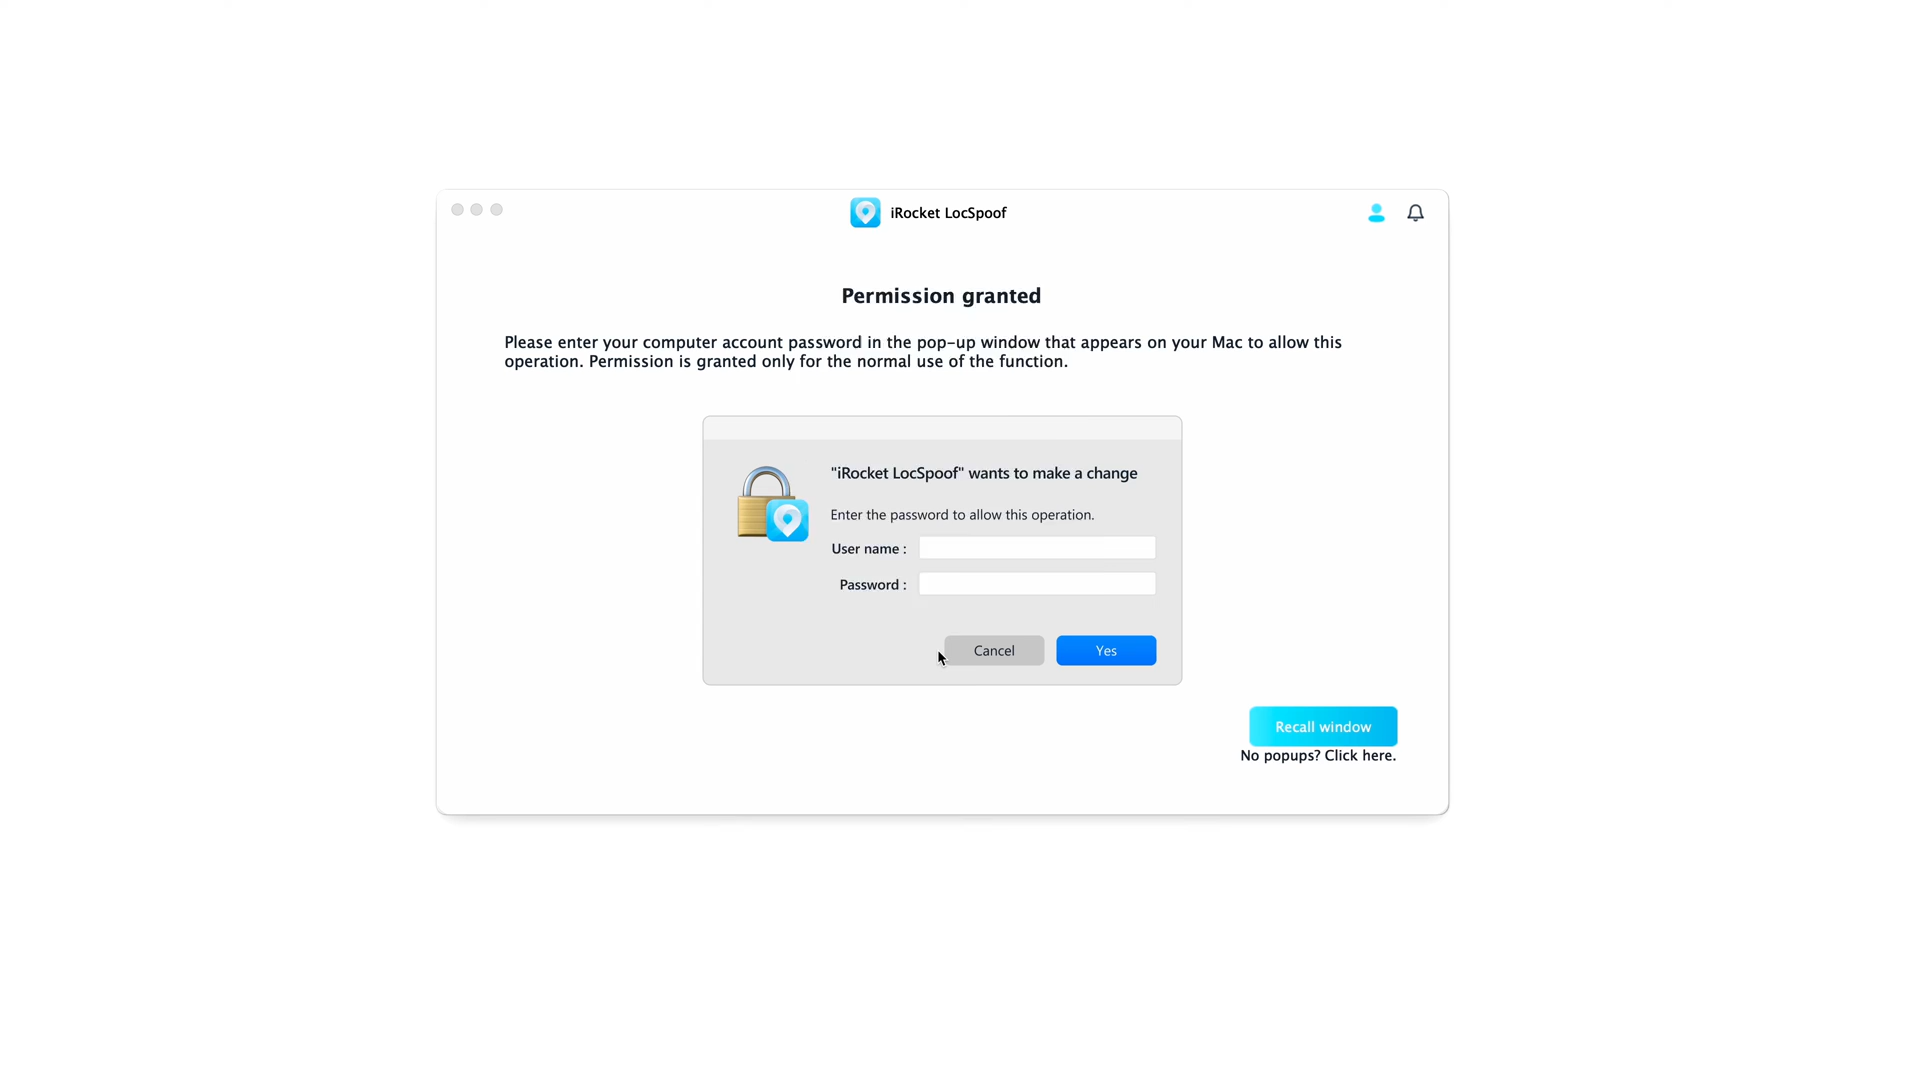 iRocket LocSpoof
Permission granted
Please enter your computer account password in the pop-up window that appears on your Mac to allow this
operation. Permission is granted only for the normal use of the function.
"iRocket LocSpoof" wants to make a change
Enter the password to allow this operation.
User name :
Password :
Cancel Yes
Recall window
No popups? Click here.